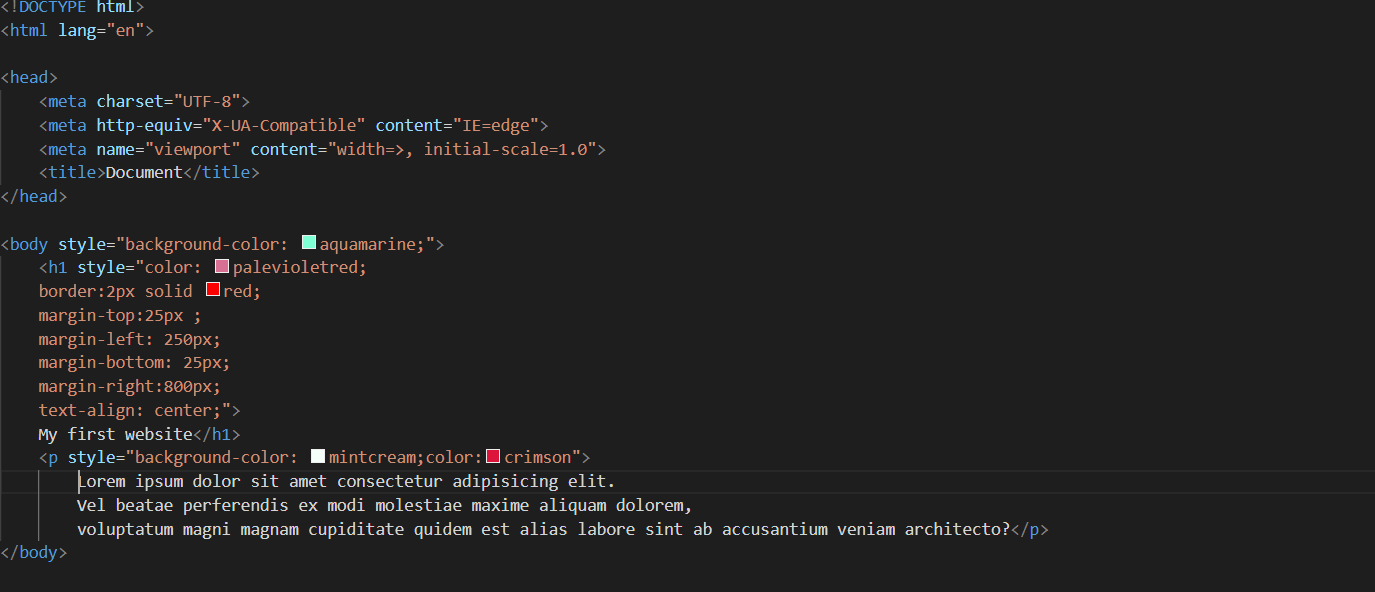 <!DOCTYPE html>
<html lang="en">
<head>
<meta charset="UTF-8">
<meta http-equiv="X-UA-Compatible" content="IE=edge">
<meta name="viewport" content="width=>, initial-scale=1.0">
<title>Document</title>
</head>
<body style="background-color: aquamarine;">
<h1 style="color: palevioletred;
border:2px solid red;
margin-top:25px ;
margin-left: 250px;
margin-bottom: 25px;
margin-right:800px;
text-align: center;">
My first website</h1>
<p style="background-color: mintcream;color:crimson">
Lorem ipsum dolor sit amet consectetur adipisicing elit.
Vel beatae perferendis ex modi molestiae maxime aliquam dolorem,
voluptatum magni magnam cupiditate quidem est alias labore sint ab accusantium veniam architecto?</p>
</body>